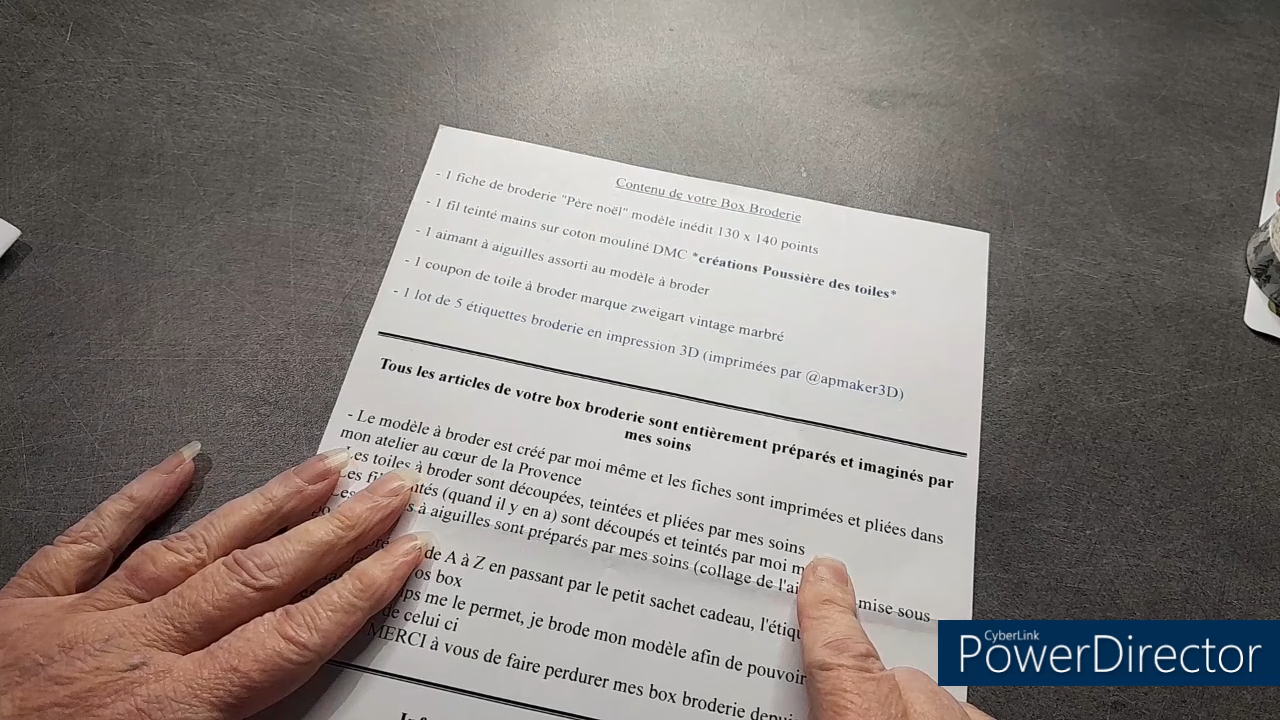 Contenu de votre Box Broderie
- 1 fiche de broderie "Père noël" modèle inédit 130 x 140 points
- 1 fil teinté mains sur coton mouliné DMC *créations Poussière des toiles*
- 1 aimant à aiguilles assorti au modèle à broder
- 1 coupon de toile à broder marque zweigart vintage marbré
- 1 lot de 5 étiquettes broderie en impression 3D (imprimées par @apmaker3D)
Tous les articles de votre box broderie sont entièrement préparés et imaginés par
mes soins
- Le modèle à broder est créé par moi même et les fiches sont imprimées et pliées dans
mon atelier au cœur de la Provence
Les toiles à broder sont découpées, teintées et pliées par mes soins
(quand il y en a) sont découpés et teintés par moi
à aiguilles sont préparés par mes soins (collage de mise sous
de A à Z en passant par le petit sachet cadeau,
box
me le permet, je brode mon modèle afin de pouvoir
de celui ci
MERCI à vous de faire perdurer mes box broderie
CyberLink
PowerDirector